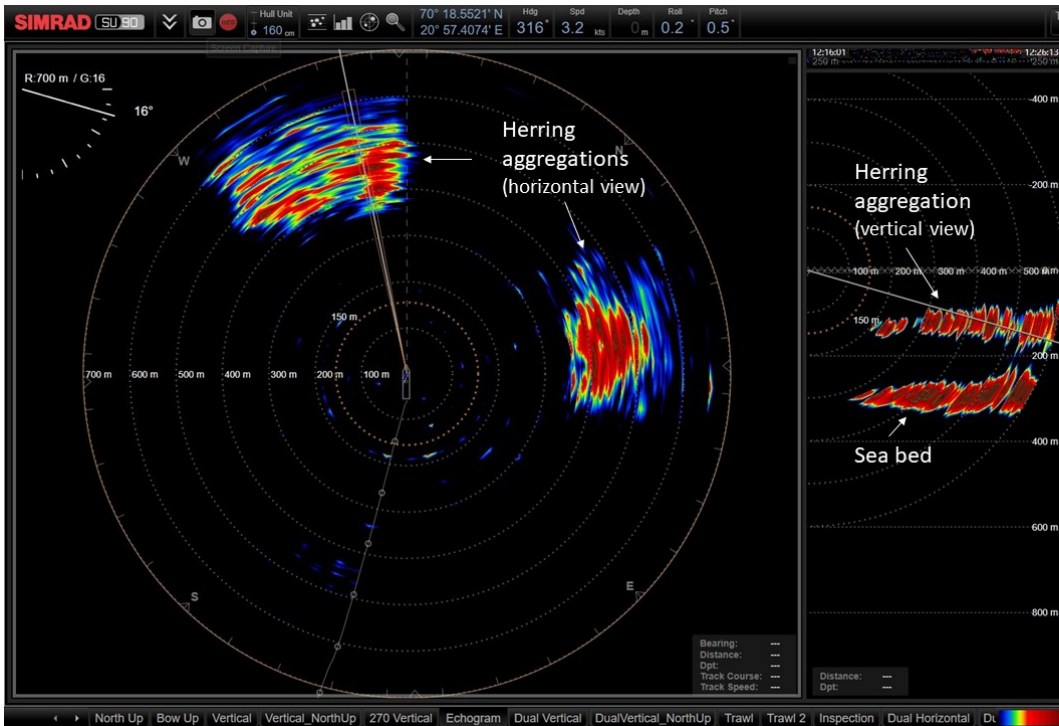 SIMRAD SU90
REC
Hull Unit
160 cm
70° 18.5521' N
20° 57.4074' E
Hdg
316°
Spd
3.2 kts
Depth
0 m
Roll
0.2 °
Pitch
0.5 °
Screen Capture
R:700 m / G:16
16°
W
N
S
E
Herring
aggregations
(horizontal view)
150 m
700 m 600 m 500 m 400 m 300 m 200 m 100 m
Bearing: ---
Distance: ---
Dpt: ---
Track Course: ---
Track Speed: ---
12:16:01 12:26:13
250 m 250 m
400 m
200 m
Herring
aggregation
(vertical view)
100 m 200 m 300 m 400 m 500 m
150 m
200 m
400 m
Sea bed
600 m
800 m
Distance: ---
Dpt: ---
North Up Bow Up Vertical Vertical_NorthUp 270 Vertical Echogram Dual Vertical DualVertical_NorthUp Trawl Trawl 2 Inspection Dual Horizontal